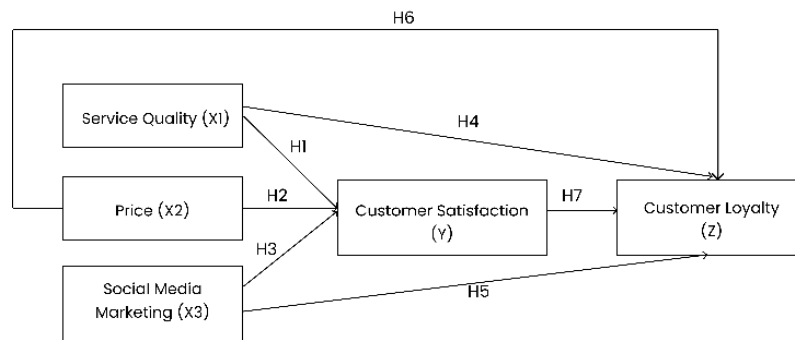 H6
Service Quality (X1)
H4
H1
Price (X2)
H2
Customer Satisfaction
(Y)
H7
Customer Loyalty
(Z)
H3
Social Media
Marketing (X3)
H5